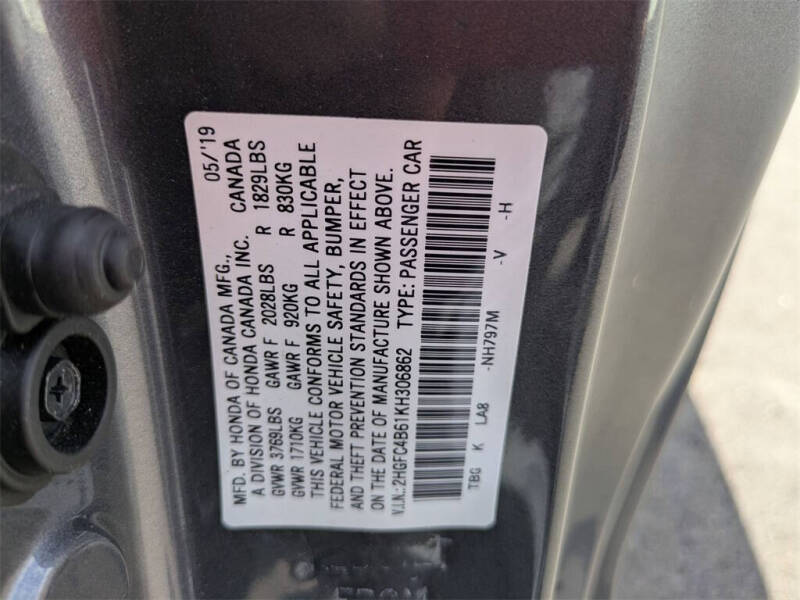 MFD. BY HONDA OF CANADA MFG., 05/'19
A DIVISION OF HONDA CANADA INC. CANADA
GVWR 3769LBS GAWR F 2028LBS R 1829LBS
GVWR 1710KG GAWR F 920KG R 830KG
THIS VEHICLE CONFORMS TO ALL APPLICABLE
FEDERAL MOTOR VEHICLE SAFETY, BUMPER,
AND THEFT PREVENTION STANDARDS IN EFFECT
ON THE DATE OF MANUFACTURE SHOWN ABOVE.
V.I.N.: 2HGFC4B61KH306862 TYPE: PASSENGER CAR
TBG K LA8 -NH797M -V -H